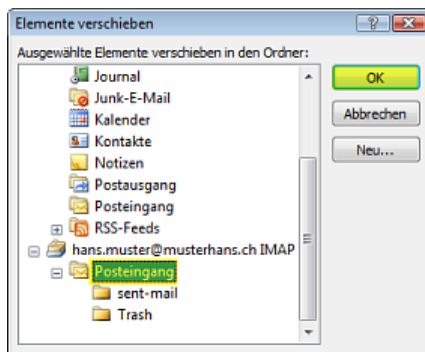 Elemente verschieben
Ausgewählte Elemente verschieben in den Ordner:
Journal
Junk-E-Mail
Kalender
Kontakte
Notizen
Postausgang
Posteingang
RSS-Feeds
hans.muster@musterhans.ch IMAP
Posteingang
sent-mail
Trash
OK
Abbrechen
Neu...